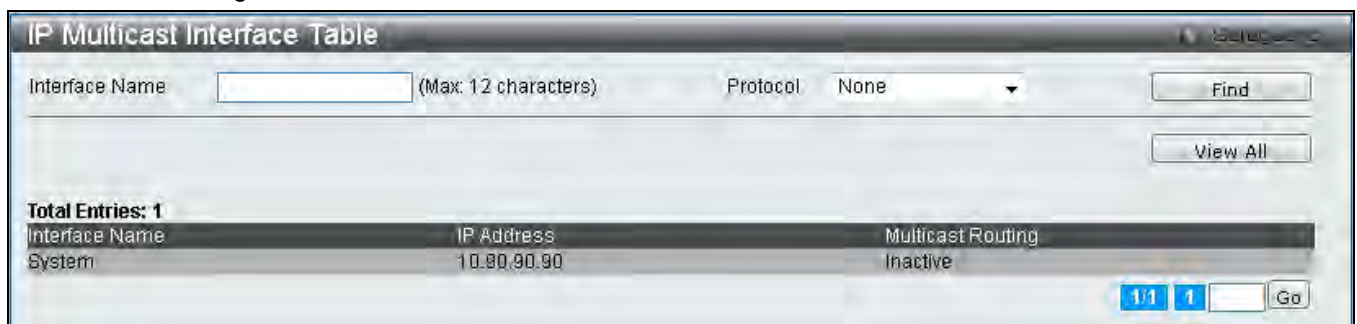 IP Multicast Interface Table
Interface Name (Max: 12 characters) Protocol None Find
View All
Total Entries: 1
Interface Name IP Address Multicast Routing
System 10.90.90.90 Inactive
1/1 1 Go